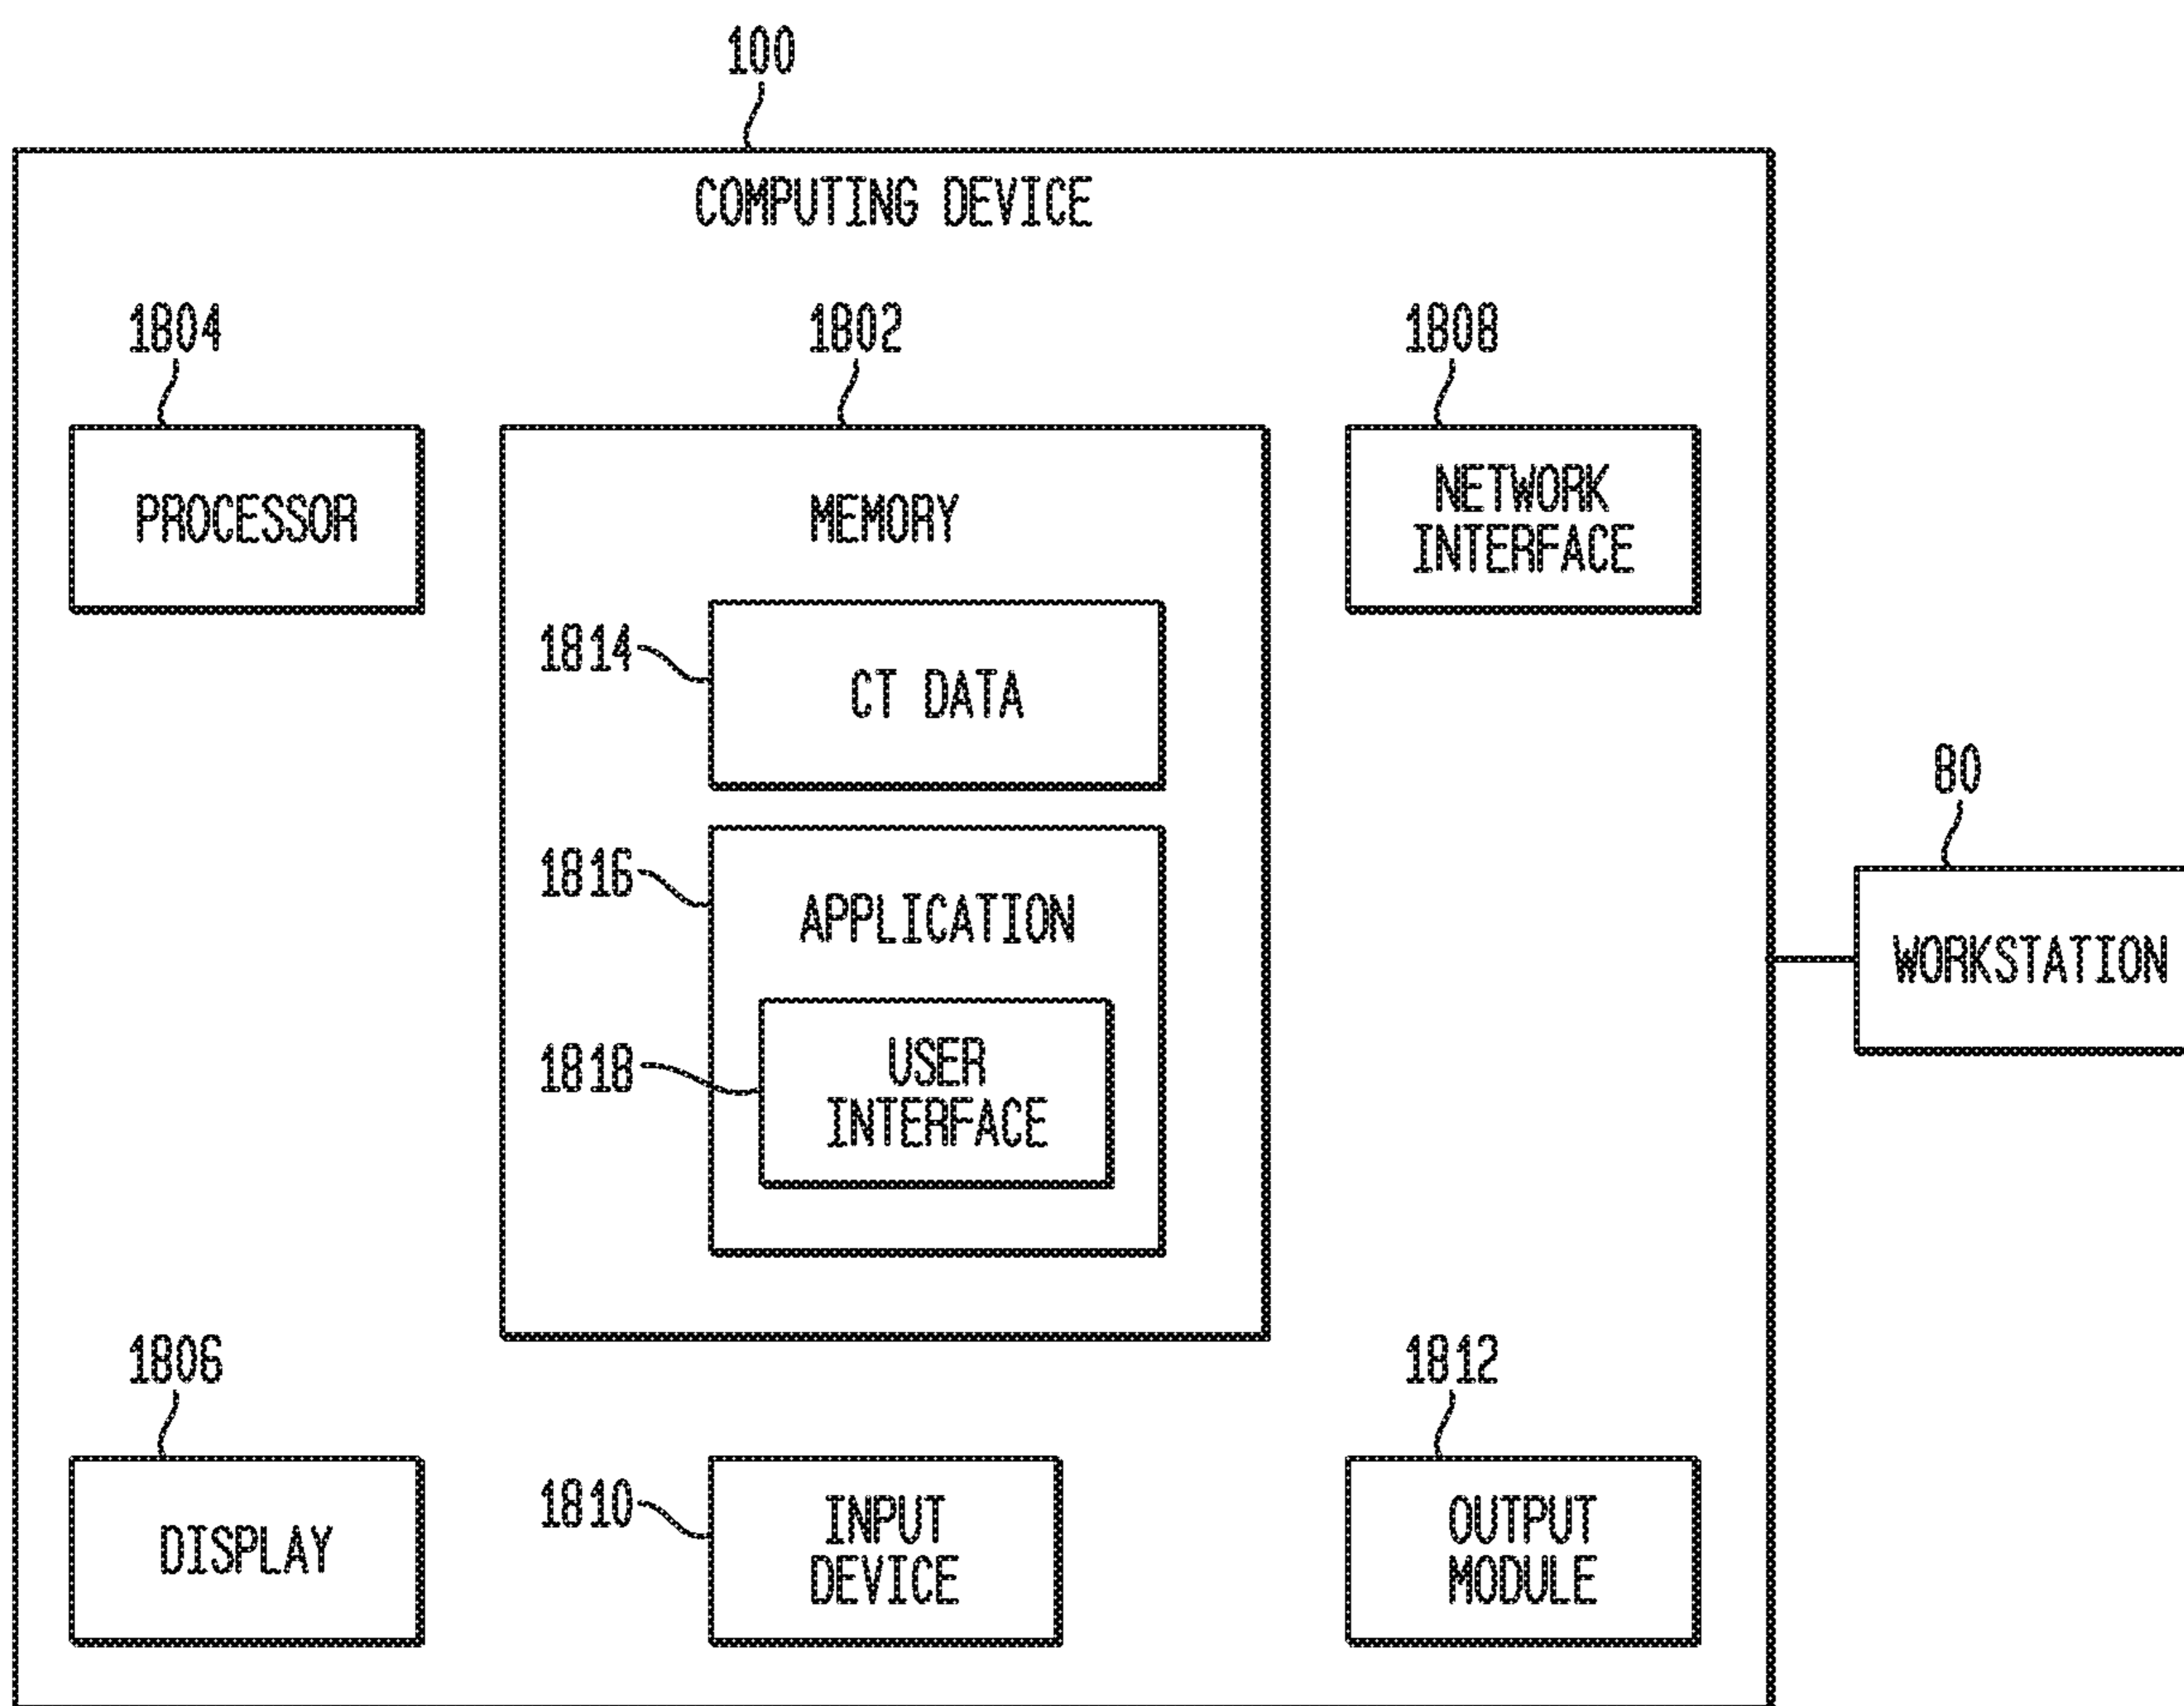 100
COMPUTING DEVICE
1804
1802
1808
PROCESSOR
MEMORY
NETWORK
INTERFACE
1814
CT DATA
80
1816
APPLICATION
WORKSTATION
1818
USER
INTERFACE
1806
1812
DISPLAY
1810
INPUT
DEVICE
OUTPUT
MODULE